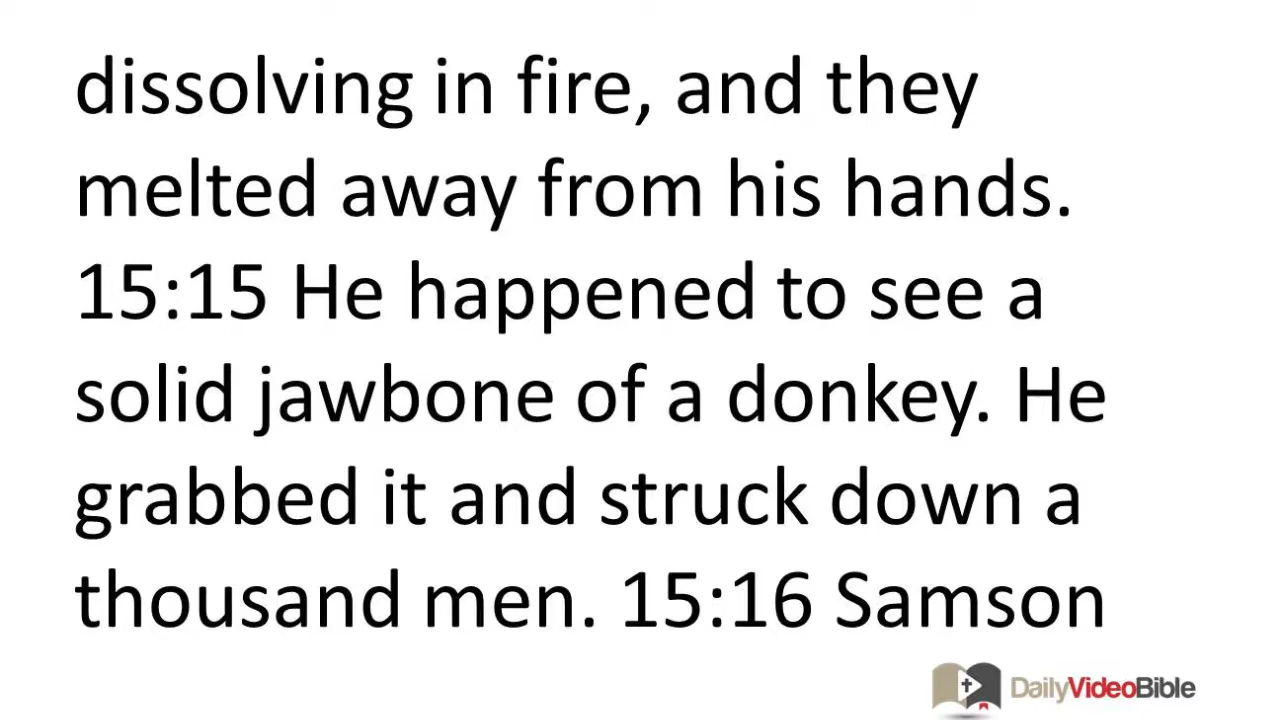 dissolving in fire, and they
melted away from his hands.
15:15 He happened to see a
solid jawbone of a donkey. He
grabbed it and struck down a
thousand men. 15:16 Samson
DailyVideoBible